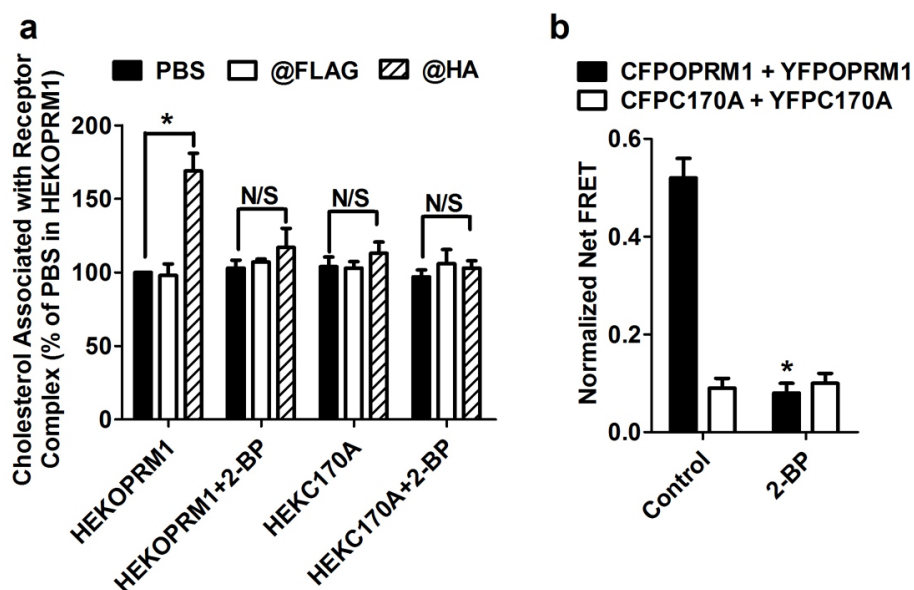 a
PBS @FLAG @HA
Cholesterol Associated with Receptor
Complex (% of PBS in HEKOPRM1)
200
150
100
50
0
*
N/S
N/S
N/S
HEKOPRM1
HEKOPRM1+2-BP
HEKC170A
HEKC170A+2-BP
b
CFPOPRM1 + YFPOPRM1
CFPC170A + YFPC170A
Normalized Net FRET
0.6
0.4
0.2
0.0
*
Control
2-BP